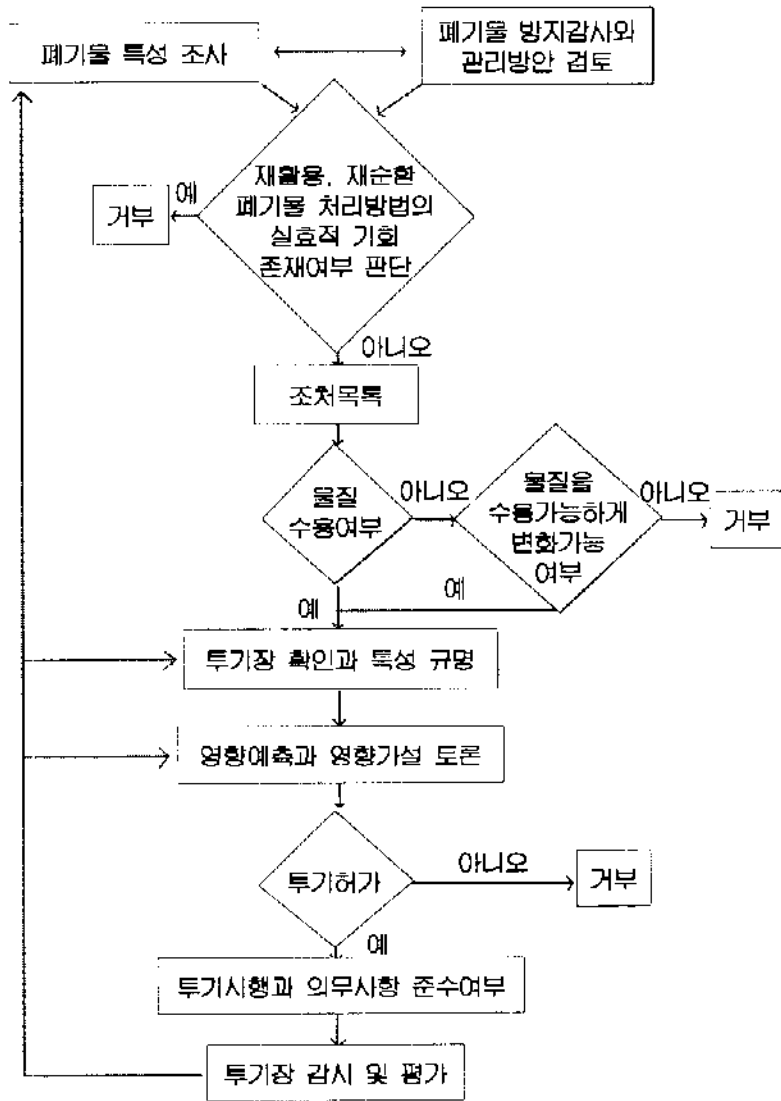 폐기물 특성 조사
폐기물 방지감사와
관리방안 검토
재활용, 재순환
폐기물 처리방법의
실효적 기회
존재여부 판단
예
거부
아니오
조처목록
물질
수용여부
아니오
물질을
수용가능하게
변화가능
여부
아니오
거부
예
예
투기장 확인과 특성 규명
영향예측과 영향가설 토론
투기허가
아니오
거부
예
투기시행과 의무사항 준수여부
투기장 감시 및 평가